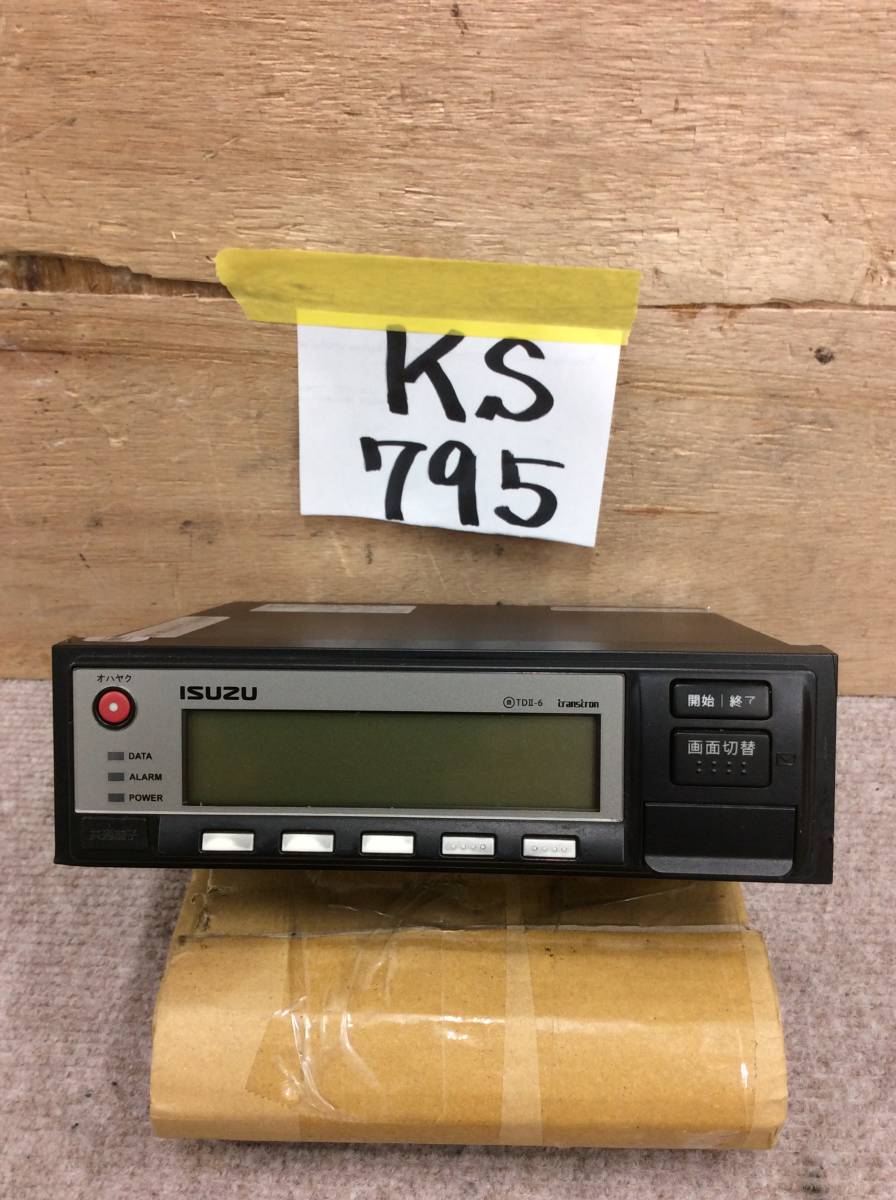 KS
795
オハヤク
ISUZU
TDII-6 transtron
開始|終了
画面切替
DATA
ALARM
POWER